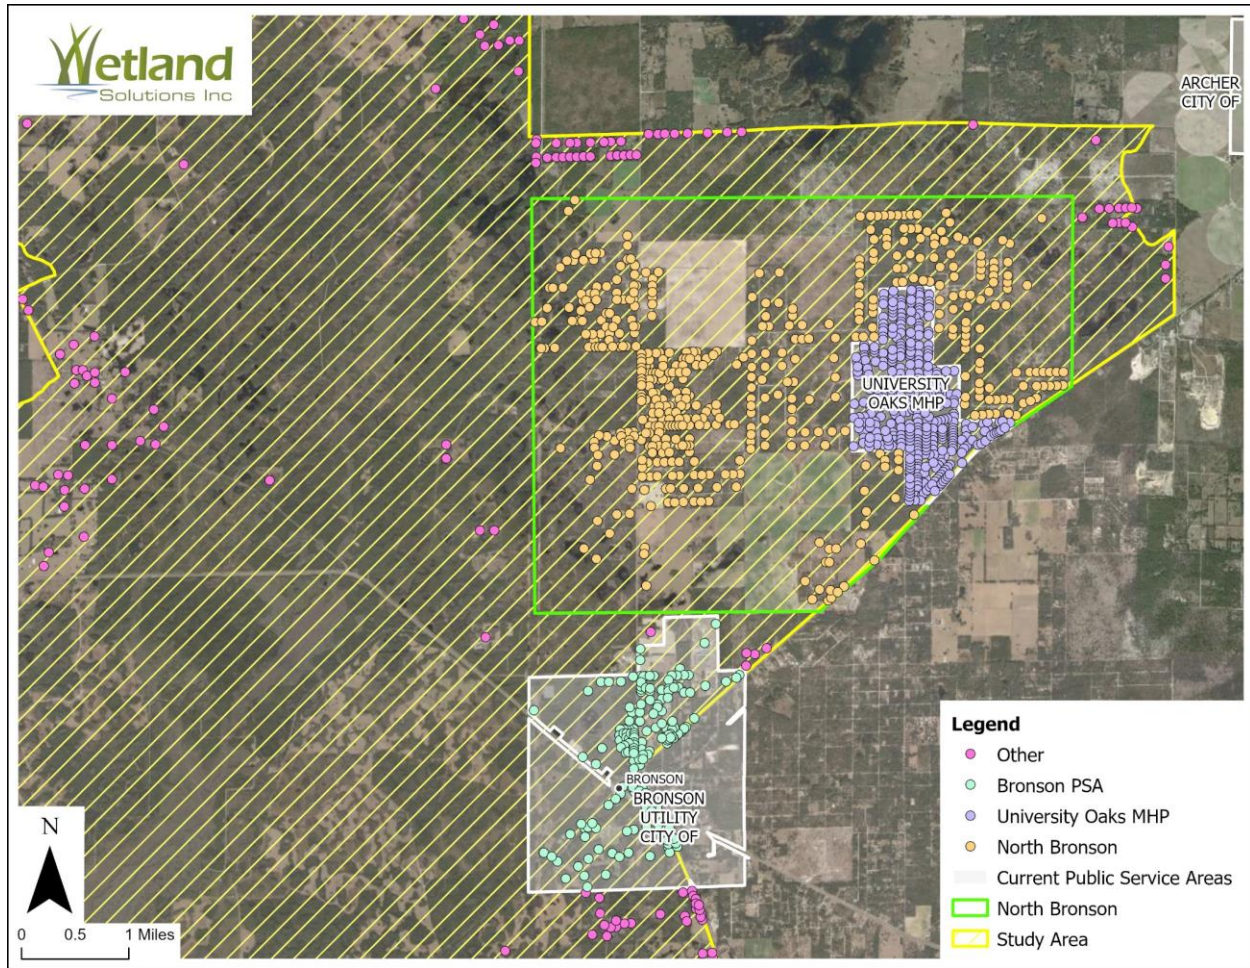 Wetland
Solutions Inc
ARCHER
CITY OF
UNIVERSITY
OAKS MHP
BRONSON
BRONSON
UTILITY
CITY OF
Legend
Other
Bronson PSA
University Oaks MHP
North Bronson
Current Public Service Areas
North Bronson
Study Area
N
0 0.5 1 Miles